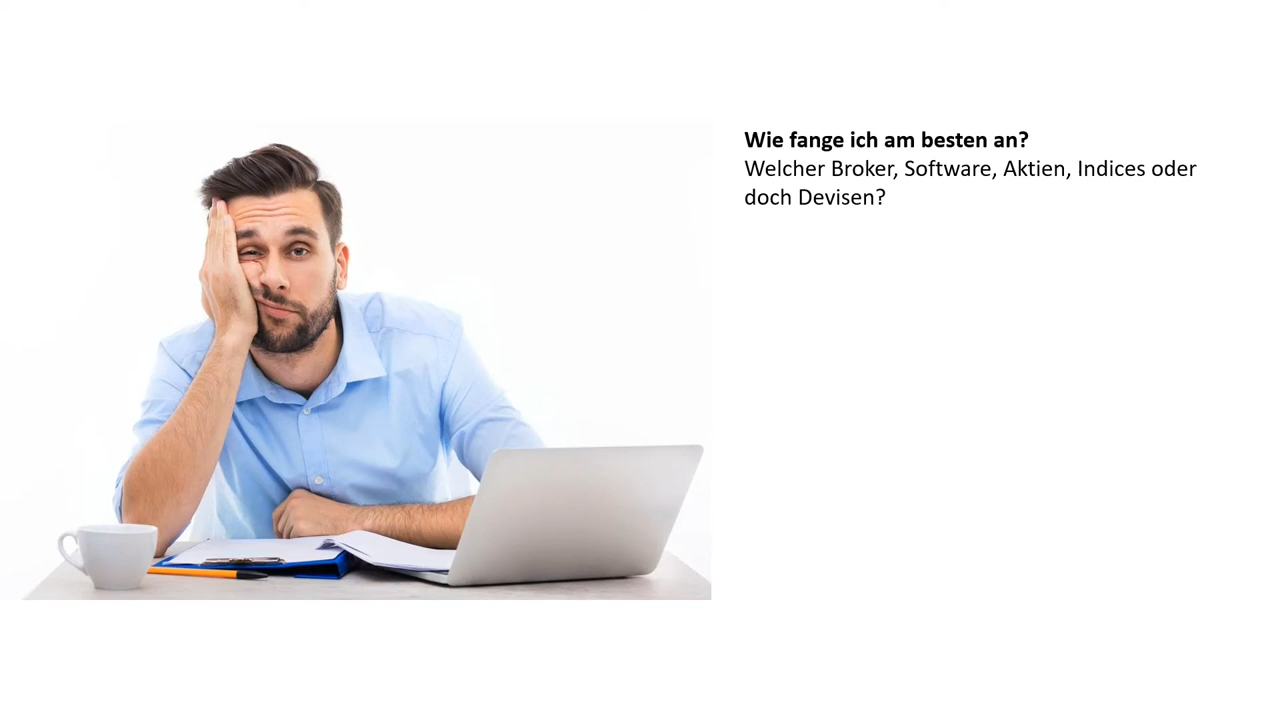 Wie fange ich am besten an?
Welcher Broker, Software, Aktien, Indices oder
doch Devisen?